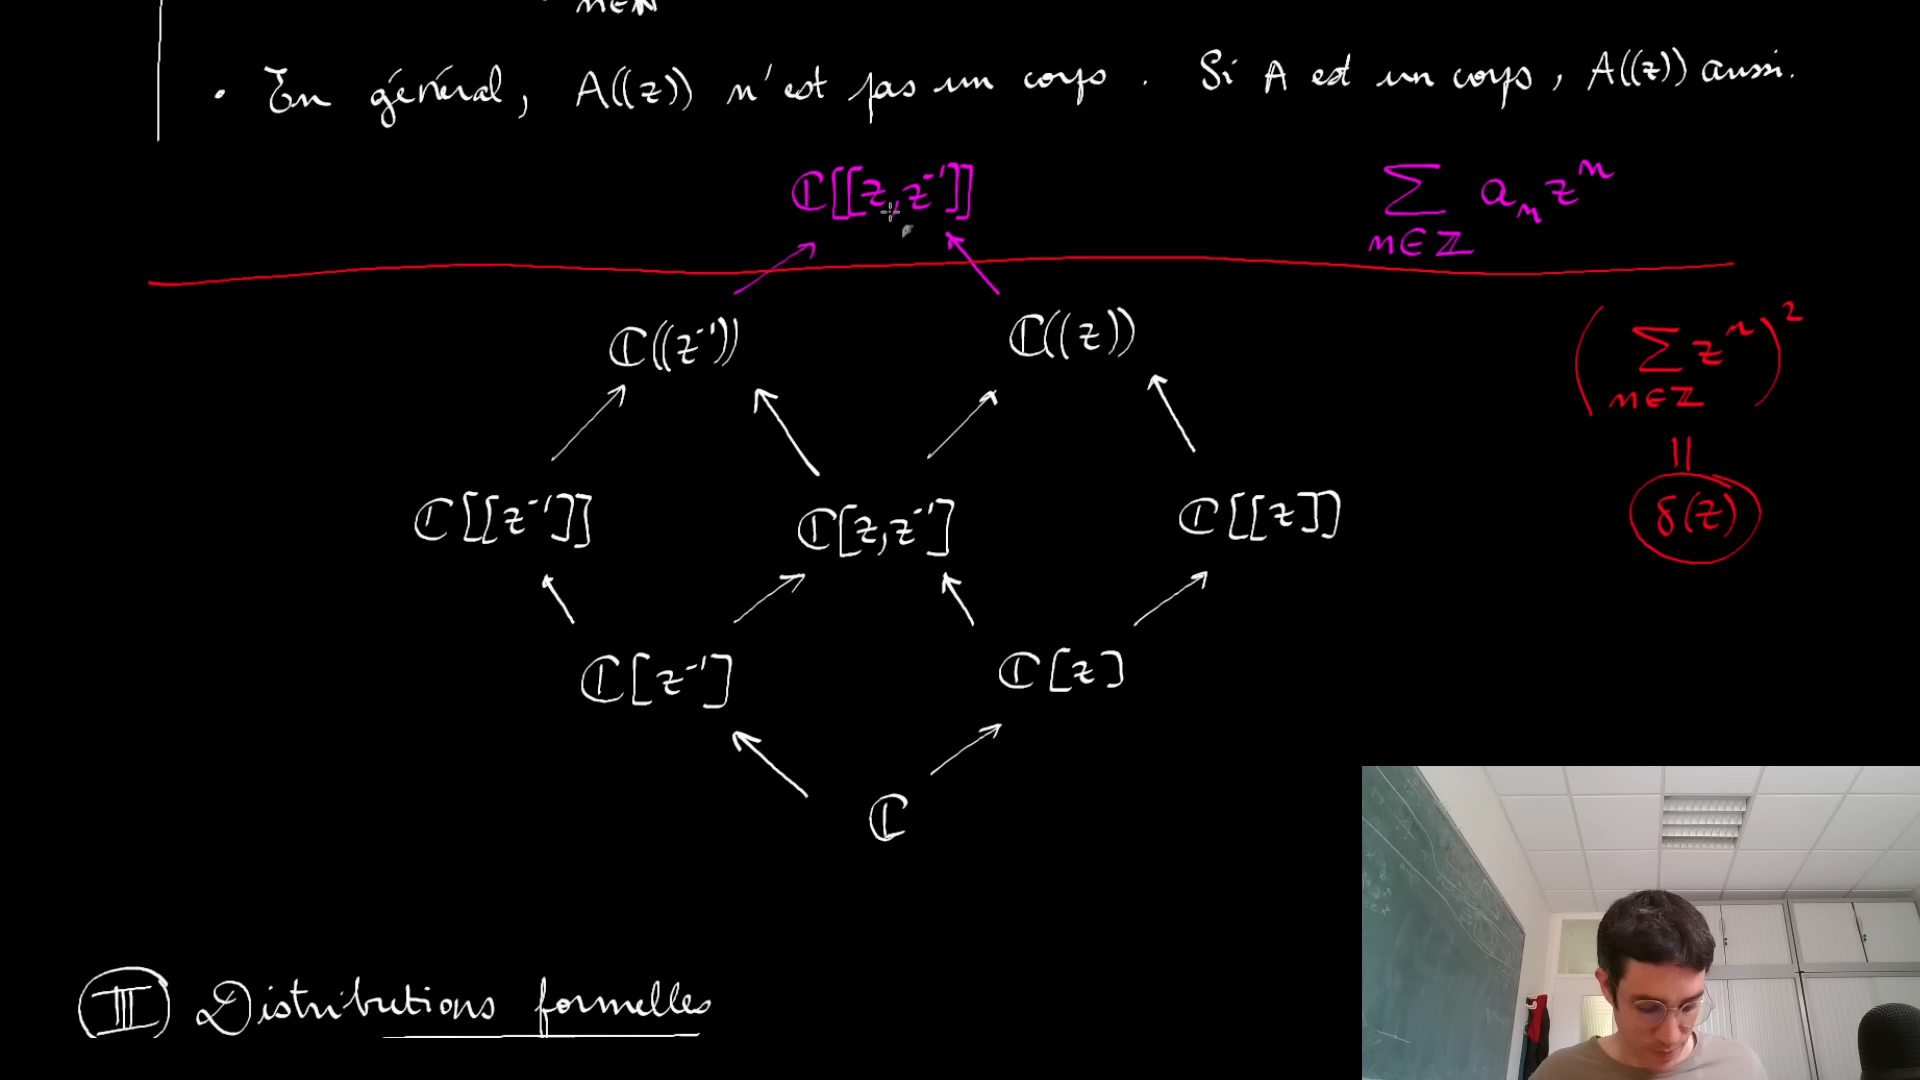 n∈ℕ
• En général, A((z)) n'est pas un corps. Si A est un corps, A((z)) aussi.
ℂ[[z,z⁻¹]]
∑ aₙzⁿ
n∈ℤ
ℂ((z⁻¹)) ℂ((z))
(∑ zⁿ)²
n∈ℤ
=
δ(z)
ℂ[[z⁻¹]] ℂ[z,z⁻¹] ℂ[[z]]
ℂ[z⁻¹] ℂ[z]
ℂ
III Distributions formelles